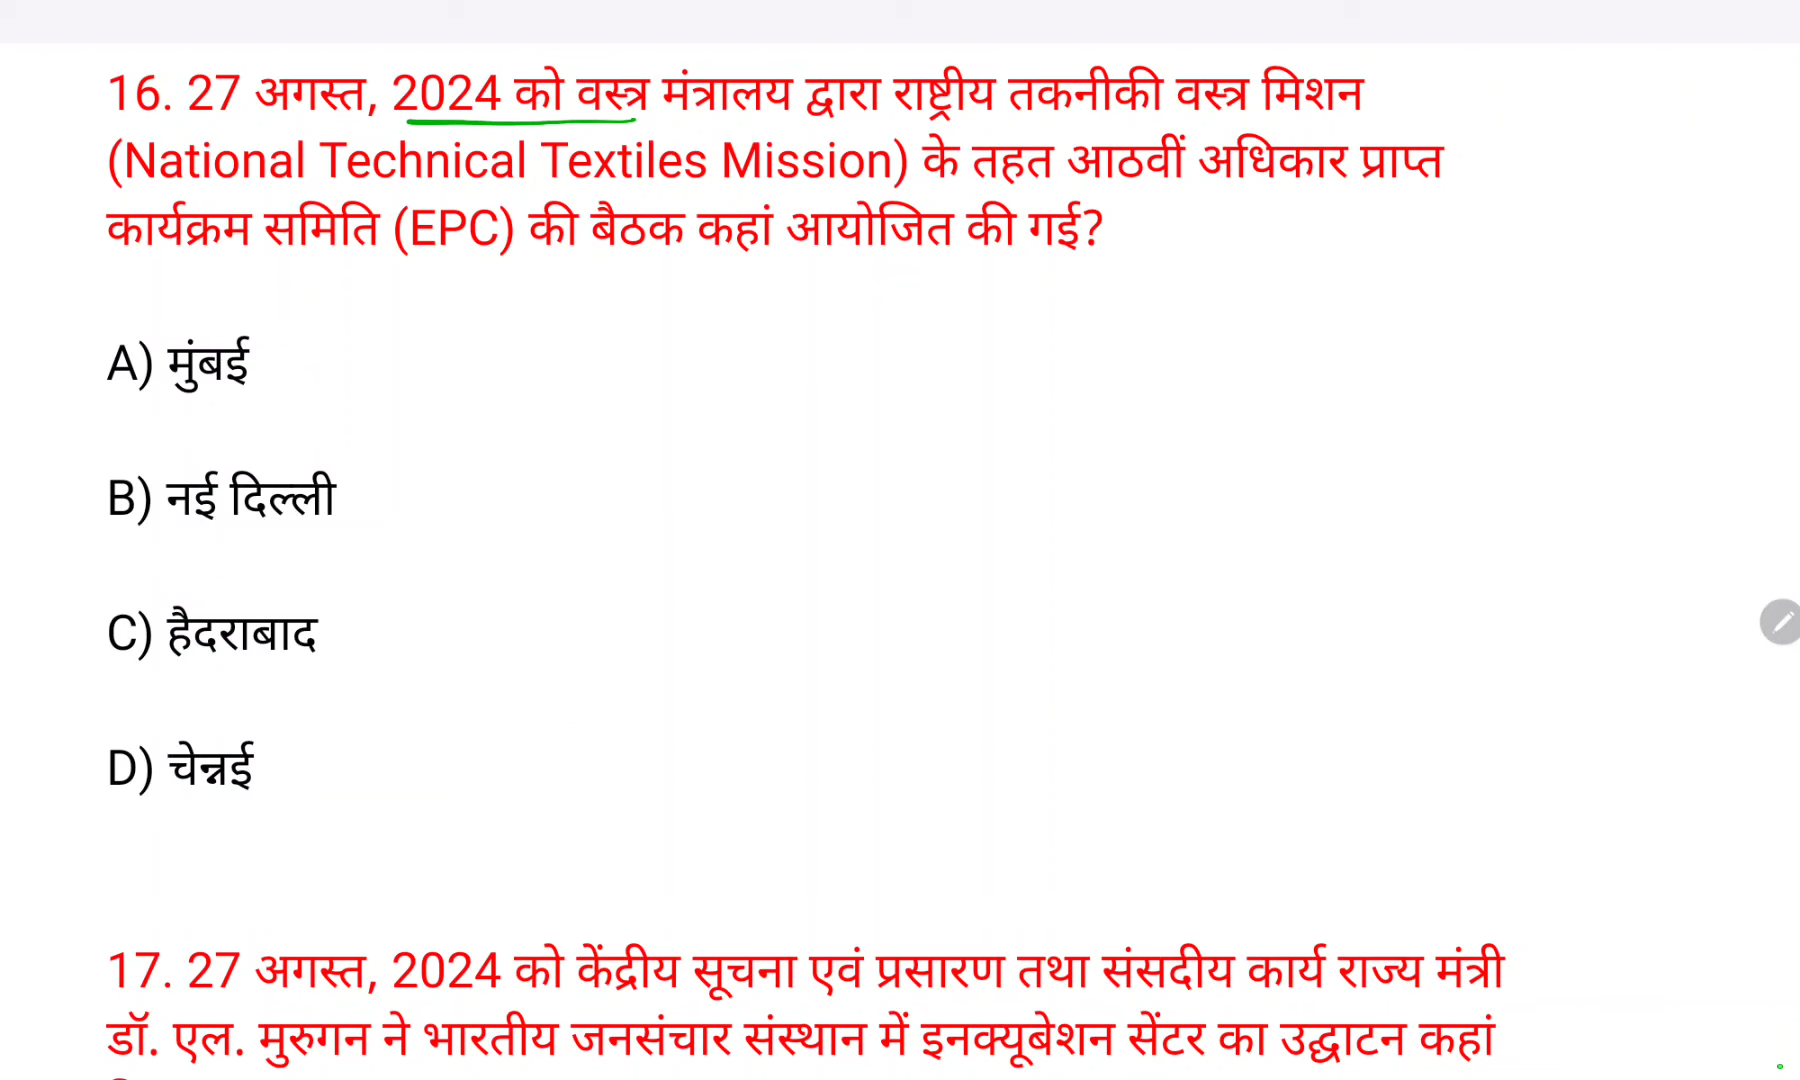 16. 27 अगस्त, 2024 को वस्त्र मंत्रालय द्वारा राष्ट्रीय तकनीकी वस्त्र मिशन
(National Technical Textiles Mission) के तहत आठवीं अधिकार प्राप्त
कार्यक्रम समिति (EPC) की बैठक कहां आयोजित की गई?
A) मुंबई
B) नई दिल्ली
C) हैदराबाद
D) चेन्नई
17. 27 अगस्त, 2024 को केंद्रीय सूचना एवं प्रसारण तथा संसदीय कार्य राज्य मंत्री
डॉ. एल. मुरुगन ने भारतीय जनसंचार संस्थान में इनक्यूबेशन सेंटर का उद्घाटन कहां